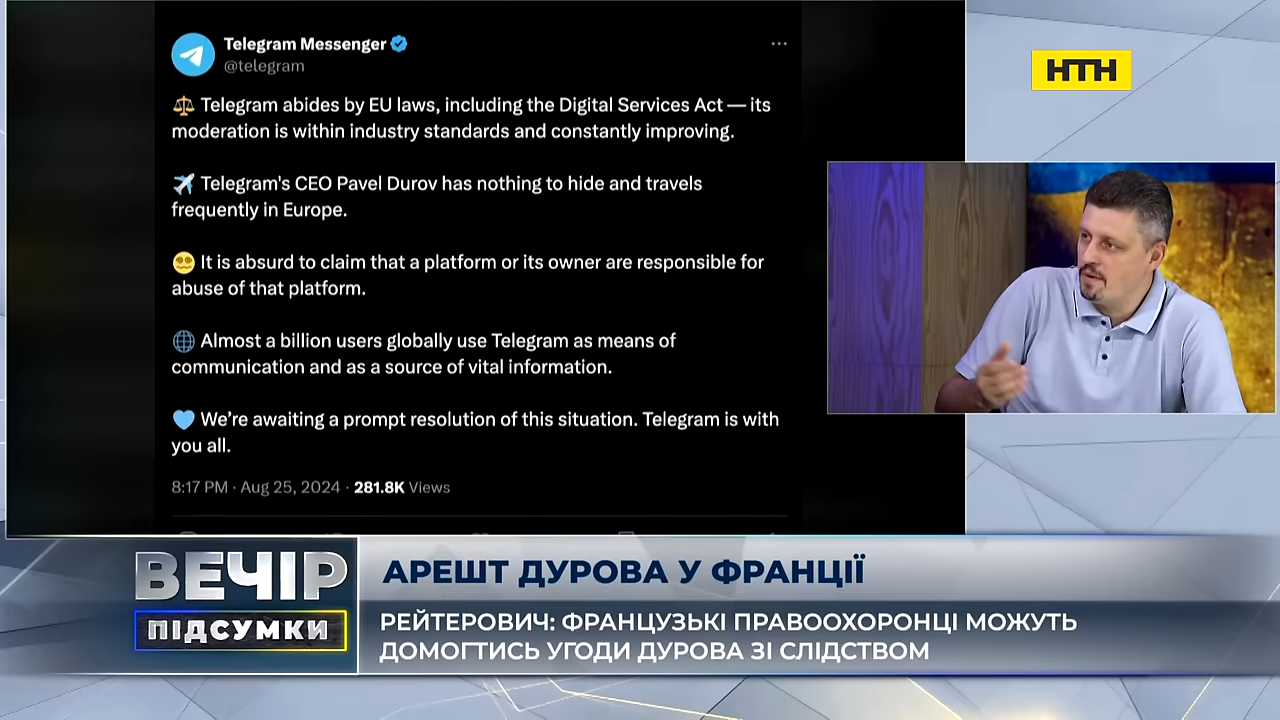 Telegram Messenger
@telegram
⚖️ Telegram abides by EU laws, including the Digital Services Act — its
moderation is within industry standards and constantly improving.
✈️ Telegram's CEO Pavel Durov has nothing to hide and travels
frequently in Europe.
😵‍💫 It is absurd to claim that a platform or its owner are responsible for
abuse of that platform.
🌐 Almost a billion users globally use Telegram as means of
communication and as a source of vital information.
💙 We're awaiting a prompt resolution of this situation. Telegram is with
you all.
8:17 PM · Aug 25, 2024 · 281.8K Views
НТН
ВЕЧІР
ПІДСУМКИ
АРЕШТ ДУРОВА У ФРАНЦІЇ
РЕЙТЕРОВИЧ: ФРАНЦУЗЬКІ ПРАВООХОРОНЦІ МОЖУТЬ
ДОМОГТИСЬ УГОДИ ДУРОВА ЗІ СЛІДСТВОМ